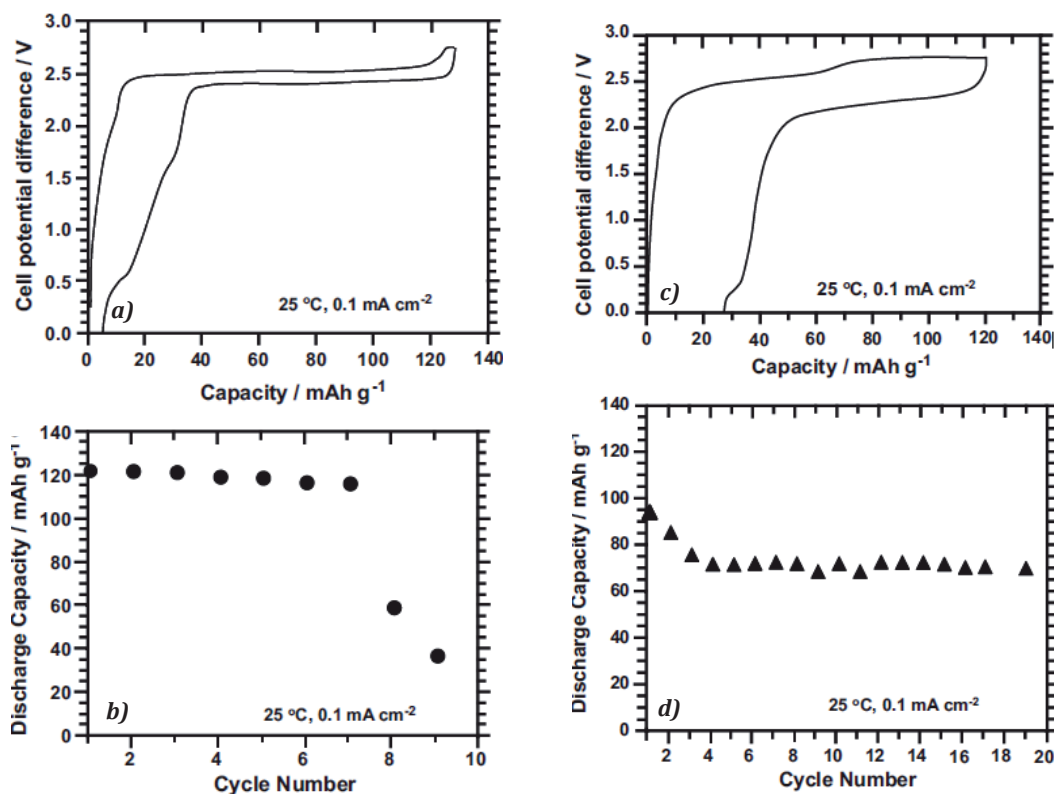 Cell potential difference / V
3.0
2.5
2.0
1.5
1.0
0.5
0.0
a)
25 °C, 0.1 mA cm-2
0 20 40 60 80 100 120 140
Capacity / mAh g-1
Cell potential difference / V
3.0
2.5
2.0
1.5
1.0
0.5
0.0
c)
25 °C, 0.1 mA cm-2
0 20 40 60 80 100 120 140
Capacity / mAh g-1
Discharge Capacity / mAh g-1
140
120
100
80
60
40
20
0
b)
25 °C, 0.1 mA cm-2
2 4 6 8 10
Cycle Number
Discharge Capacity / mAh g-1
140
120
100
80
60
40
20
0
d)
25 °C, 0.1 mA cm-2
2 4 6 8 10 12 14 16 18 20
Cycle Number